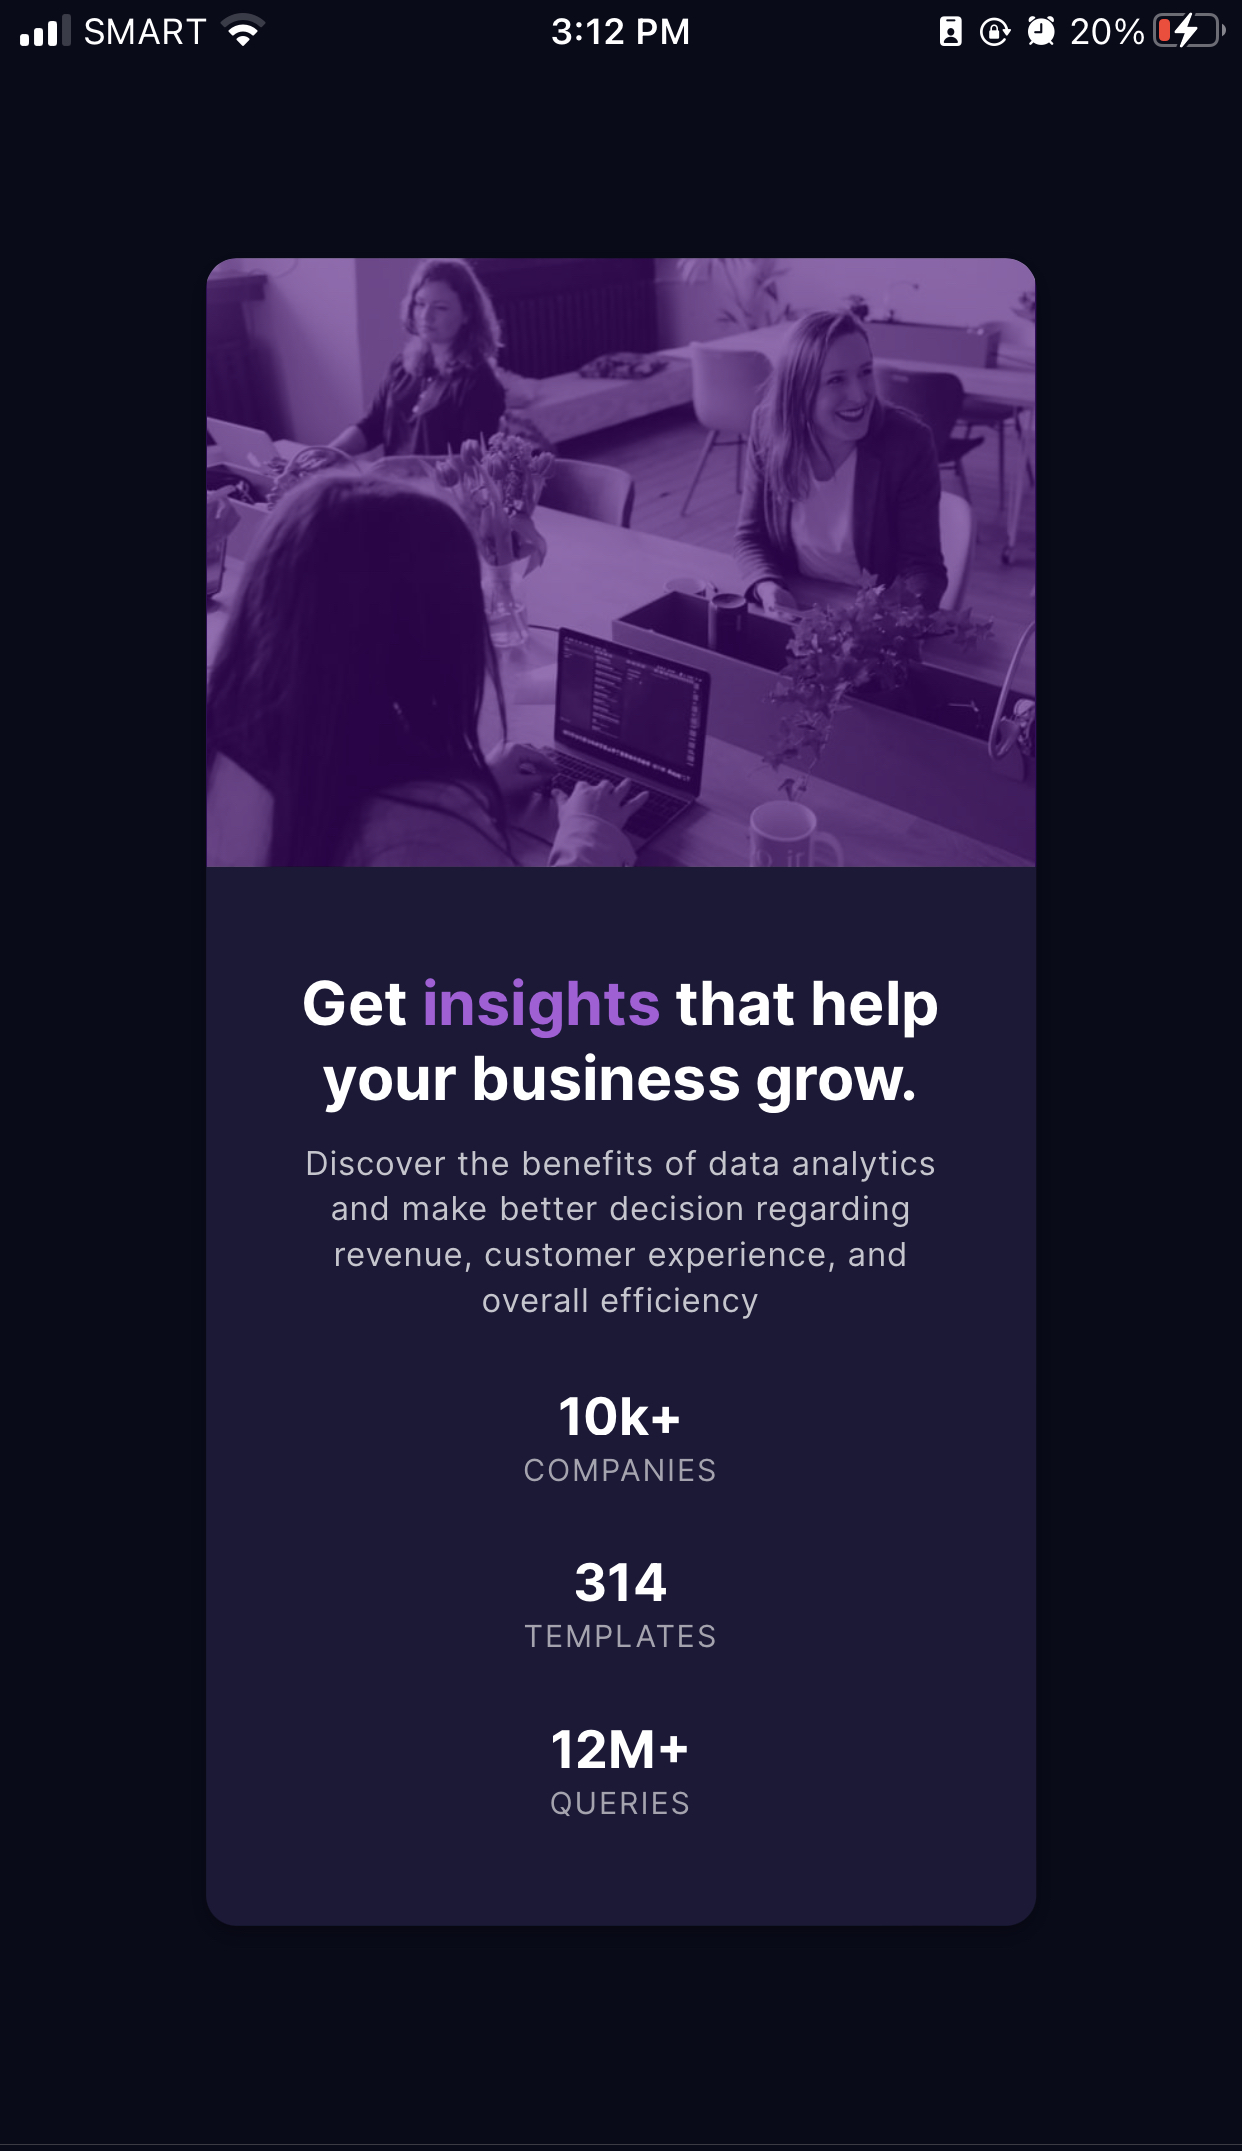 SMART 3:12 PM 20%
Get insights that help
your business grow.
Discover the benefits of data analytics
and make better decision regarding
revenue, customer experience, and
overall efficiency
10k+
COMPANIES
314
TEMPLATES
12M+
QUERIES